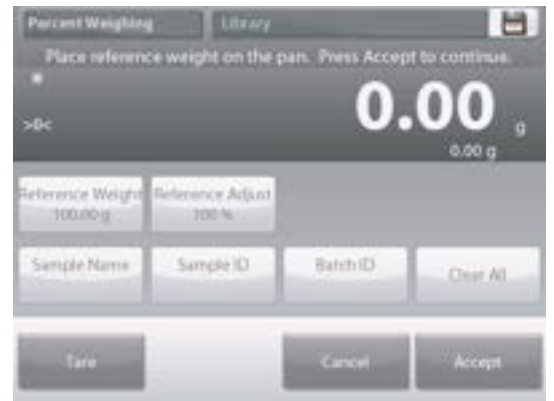 Percent Weighing
Library
Place reference weight on the pan. Press Accept to continue.
*
>0<
0.00 g
0.00 g
Reference Weight
100.00 g
Reference Adjust
100 %
Sample Name
Sample ID
Batch ID
Clear All
Tare
Cancel
Accept